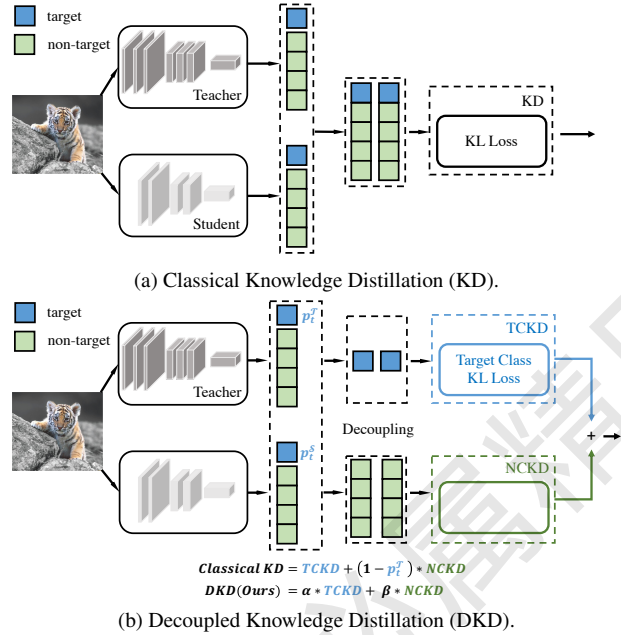 target
non-target
Teacher
Student
KD
KL Loss
(a) Classical Knowledge Distillation (KD).
target
non-target
Teacher
p_t^T
p_t^S
Decoupling
TCKD
Target Class
KL Loss
+
NCKD
Classical KD = TCKD + (1 − p_t^T) * NCKD
DKD(Ours) = α * TCKD + β * NCKD
(b) Decoupled Knowledge Distillation (DKD).